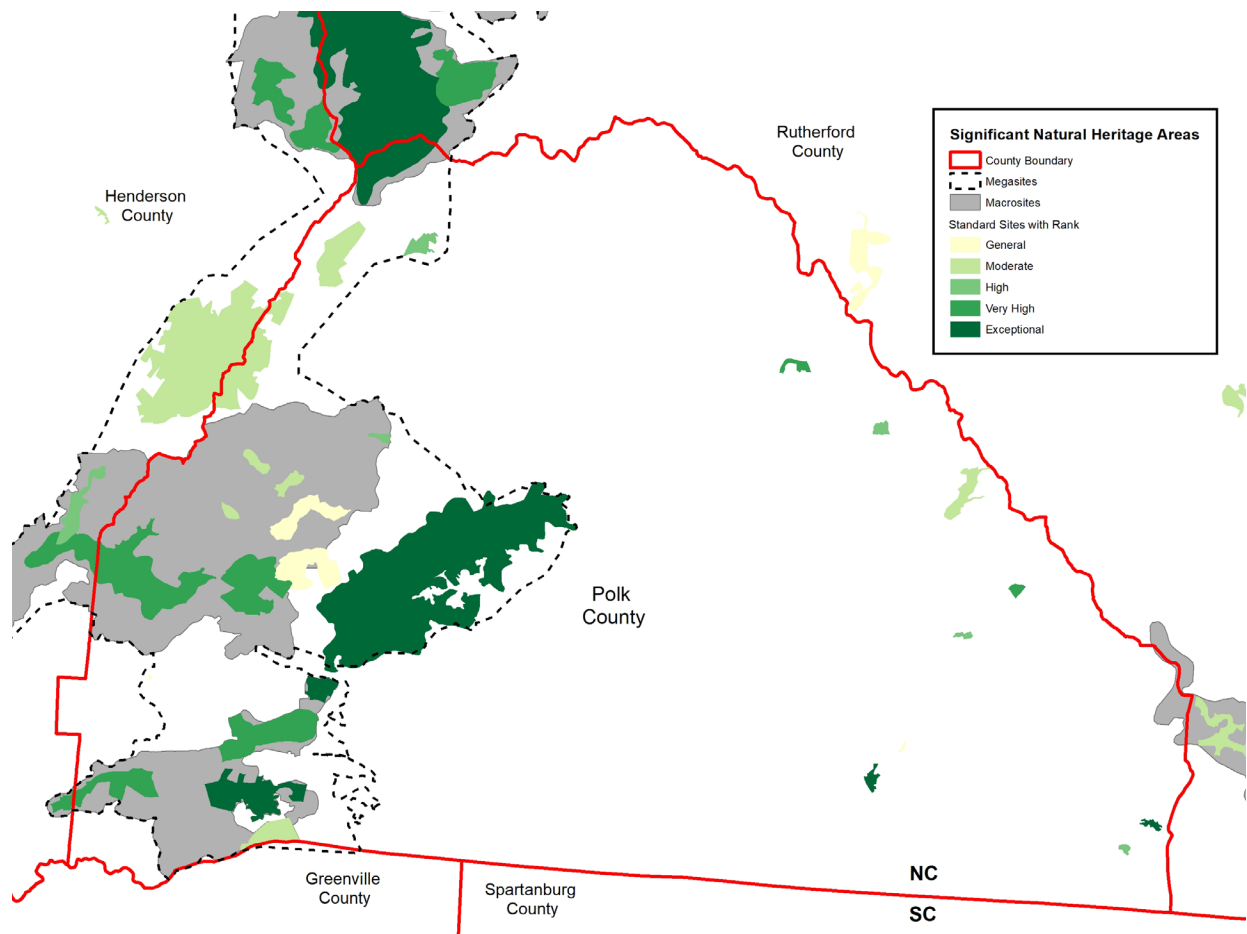 Rutherford
County
Henderson
County
Significant Natural Heritage Areas
County Boundary
Megasites
Macrosites
Standard Sites with Rank
General
Moderate
High
Very High
Exceptional
Polk
County
Greenville
County
Spartanburg
County
NC
SC